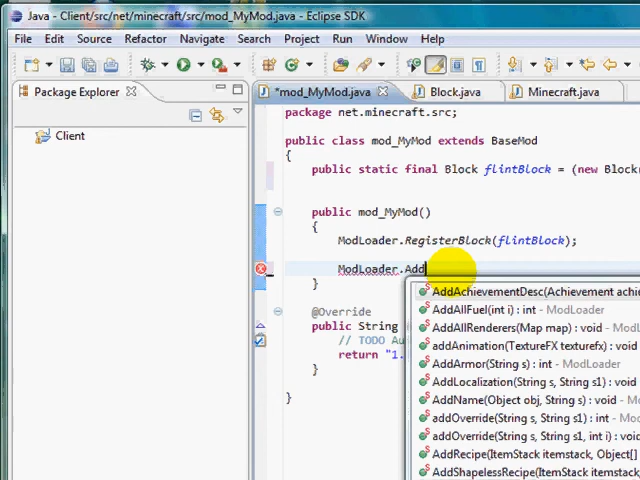 Java - Client/src/net/minecraft/src/mod_MyMod.java - Eclipse SDK
File Edit Source Refactor Navigate Search Project Run Window Help
Package Explorer
*mod_MyMod.java Block.java Minecraft.java
Client
package net.minecraft.src;
public class mod_MyMod extends BaseMod
{
public static final Block flintBlock = (new Block
public mod_MyMod()
{
ModLoader.RegisterBlock(flintBlock);
ModLoader.Add
}
@Override
public String
// TODO Au
return "1.
}
}
AddAchievementDesc(Achievement achie
AddAllFuel(int i) : int - ModLoader
AddAllRenderers(Map map) : void - ModLoader
addAnimation(TextureFX texturefx) : void
AddArmor(String s) : int - ModLoader
AddLocalization(String s, String s1) : void
AddName(Object obj, String s) : void
addOverride(String s, String s1) : int
addOverride(String s, String s1, int i) : void
AddRecipe(ItemStack itemstack, Object[]
AddShapelessRecipe(ItemStack itemstack